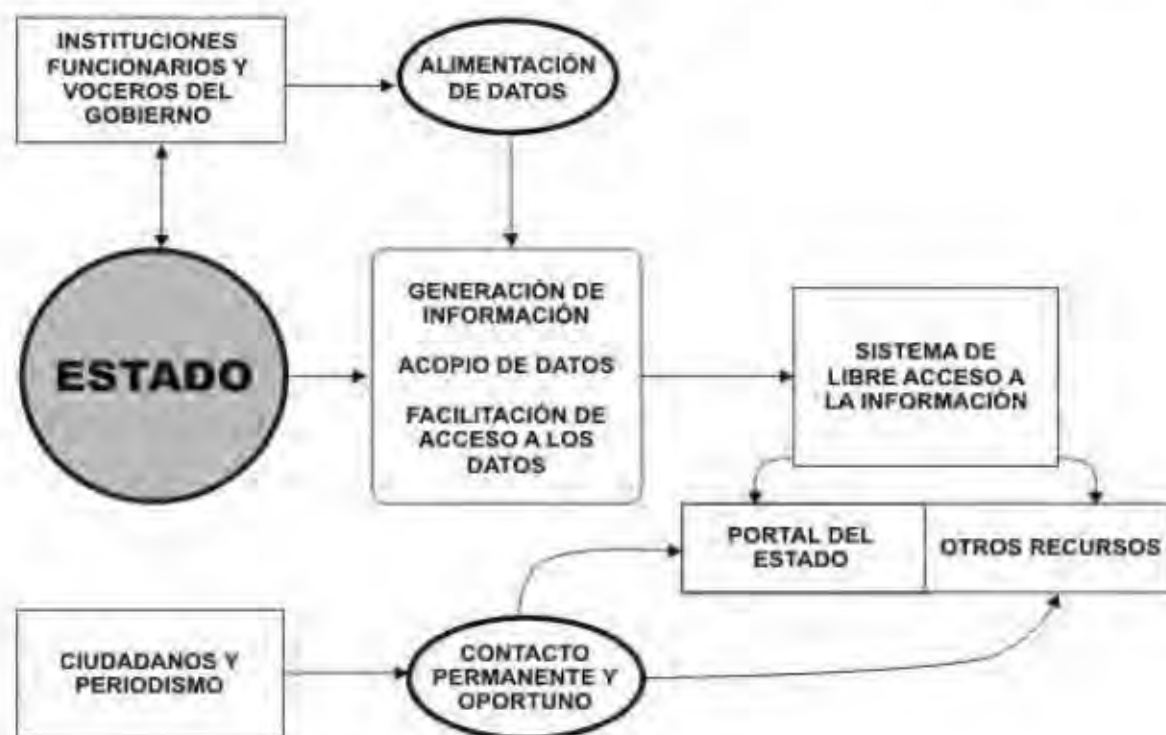 INSTITUCIONES
FUNCIONARIOS Y
VOCEROS DEL
GOBIERNO
ALIMENTACIÓN
DE DATOS
ESTADO
GENERACIÓN DE
INFORMACIÓN
ACOPIO DE DATOS
FACILITACIÓN DE
ACCESO A LOS
DATOS
SISTEMA DE
LIBRE ACCESO A
LA INFORMACIÓN
PORTAL DEL
ESTADO
OTROS RECURSOS
CIUDADANOS Y
PERIODISMO
CONTACTO
PERMANENTE Y
OPORTUNO